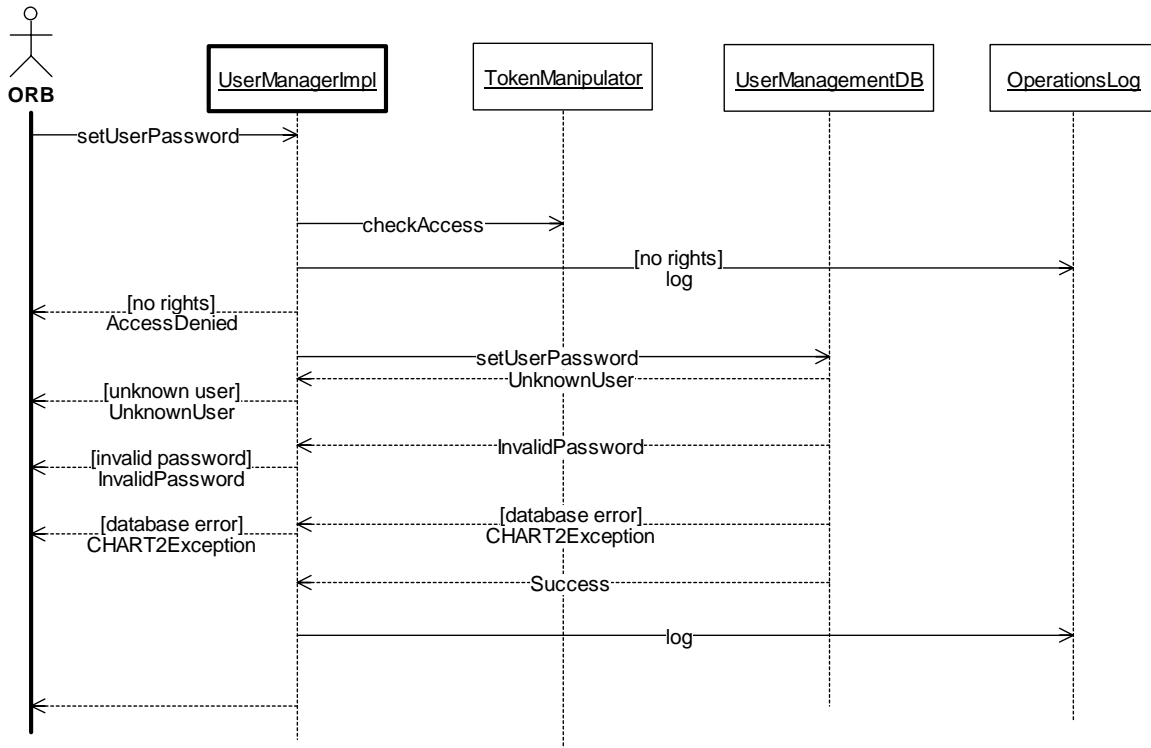 ORB
UserManagerImpl
TokenManipulator
UserManagementDB
OperationsLog
setUserPassword
checkAccess
[no rights]
log
[no rights]
AccessDenied
setUserPassword
UnknownUser
[unknown user]
UnknownUser
InvalidPassword
[invalid password]
InvalidPassword
[database error]
CHART2Exception
[database error]
CHART2Exception
Success
log